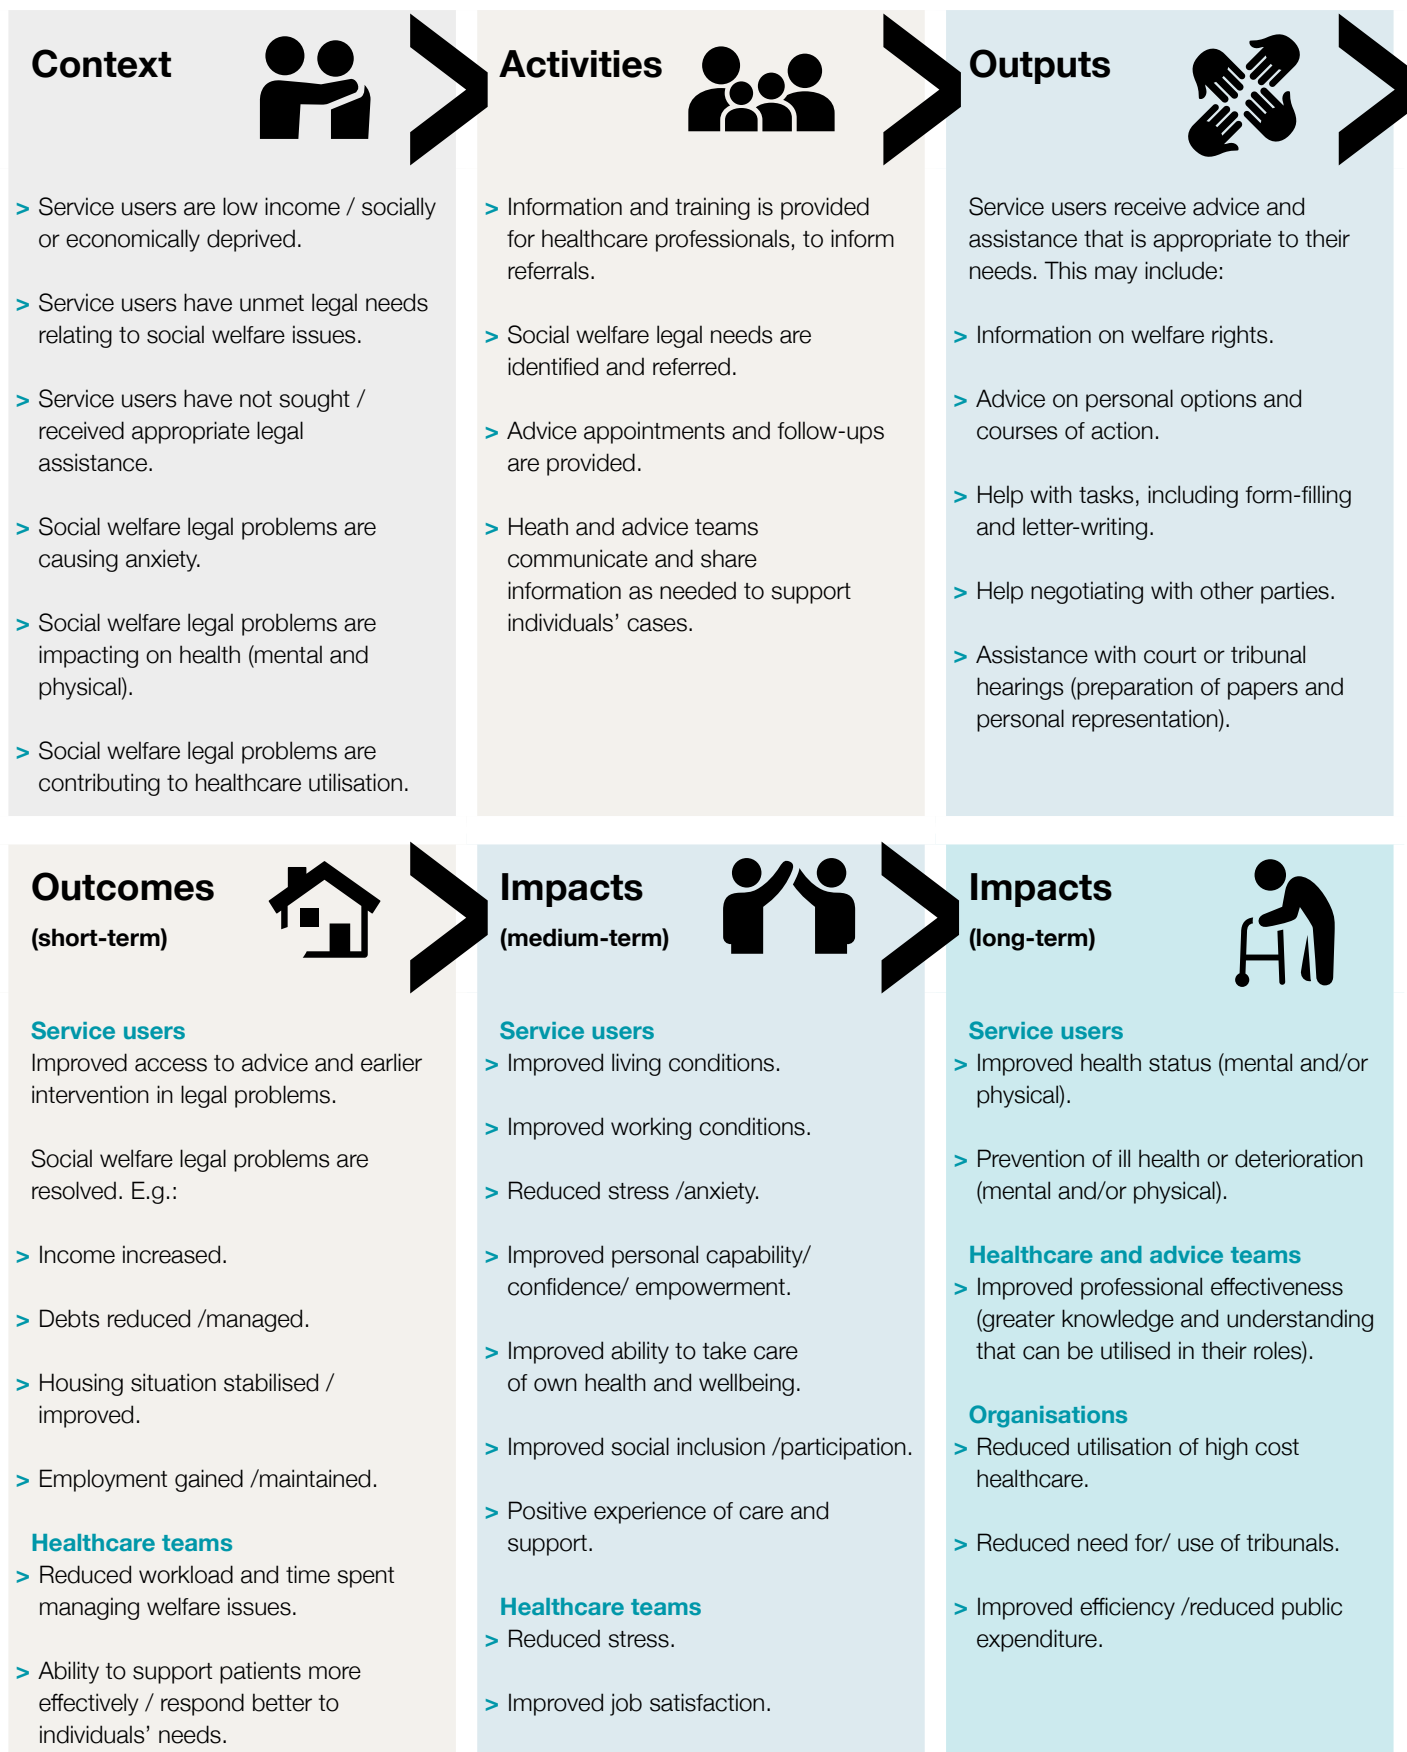 Context
> Service users are low income / socially
or economically deprived.
> Service users have unmet legal needs
relating to social welfare issues.
> Service users have not sought /
received appropriate legal
assistance.
> Social welfare legal problems are
causing anxiety.
> Social welfare legal problems are
impacting on health (mental and
physical).
> Social welfare legal problems are
contributing to healthcare utilisation.
Activities
> Information and training is provided
for healthcare professionals, to inform
referrals.
> Social welfare legal needs are
identified and referred.
> Advice appointments and follow-ups
are provided.
> Heath and advice teams
communicate and share
information as needed to support
individuals’ cases.
Outputs
Service users receive advice and
assistance that is appropriate to their
needs. This may include:
> Information on welfare rights.
> Advice on personal options and
courses of action.
> Help with tasks, including form-filling
and letter-writing.
> Help negotiating with other parties.
> Assistance with court or tribunal
hearings (preparation of papers and
personal representation).
Outcomes
(short-term)
Service users
Improved access to advice and earlier
intervention in legal problems.
Social welfare legal problems are
resolved. E.g.:
> Income increased.
> Debts reduced /managed.
> Housing situation stabilised /
improved.
> Employment gained /maintained.
Healthcare teams
> Reduced workload and time spent
managing welfare issues.
> Ability to support patients more
effectively / respond better to
individuals’ needs.
Impacts
(medium-term)
Service users
> Improved living conditions.
> Improved working conditions.
> Reduced stress /anxiety.
> Improved personal capability/
confidence/ empowerment.
> Improved ability to take care
of own health and wellbeing.
> Improved social inclusion /participation.
> Positive experience of care and
support.
Healthcare teams
> Reduced stress.
> Improved job satisfaction.
Impacts
(long-term)
Service users
> Improved health status (mental and/or
physical).
> Prevention of ill health or deterioration
(mental and/or physical).
Healthcare and advice teams
> Improved professional effectiveness
(greater knowledge and understanding
that can be utilised in their roles).
Organisations
> Reduced utilisation of high cost
healthcare.
> Reduced need for/ use of tribunals.
> Improved efficiency /reduced public
expenditure.